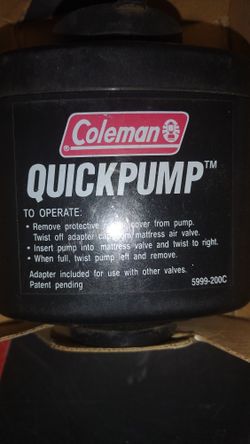 Coleman
QUICKPUMP™
TO OPERATE:
• Remove protective cover from pump.
Twist off adapter cap from mattress air valve.
• Insert pump into mattress valve and twist to right.
• When full, twist pump left and remove.
Adapter included for use with other valves.
Patent pending
5999-200C